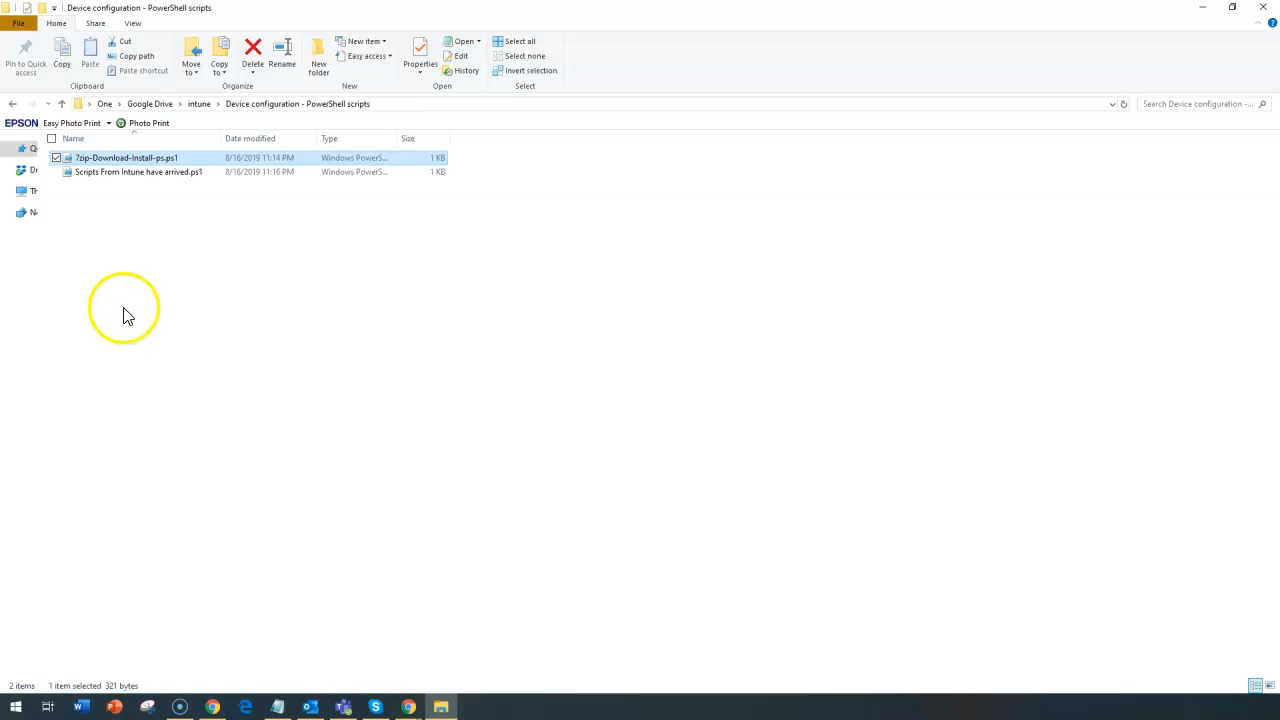 Device configuration - PowerShell scripts
File Home Share View
Pin to Quick access
Copy
Paste
Cut
Copy path
Paste shortcut
Clipboard
Move to
Copy to
Delete
Rename
Organize
New folder
New item
Easy access
New
Properties
Open
Edit
History
Open
Select all
Select none
Invert selection
Select
One > Google Drive > intune > Device configuration - PowerShell scripts
Search Device configuration -...
EPSON Easy Photo Print Photo Print
Name Date modified Type Size
7zip-Download-Install-ps.ps1 8/16/2019 11:14 PM Windows PowerS... 1 KB
Scripts From Intune have arrived.ps1 8/16/2019 11:16 PM Windows PowerS... 1 KB
2 items 1 item selected 321 bytes